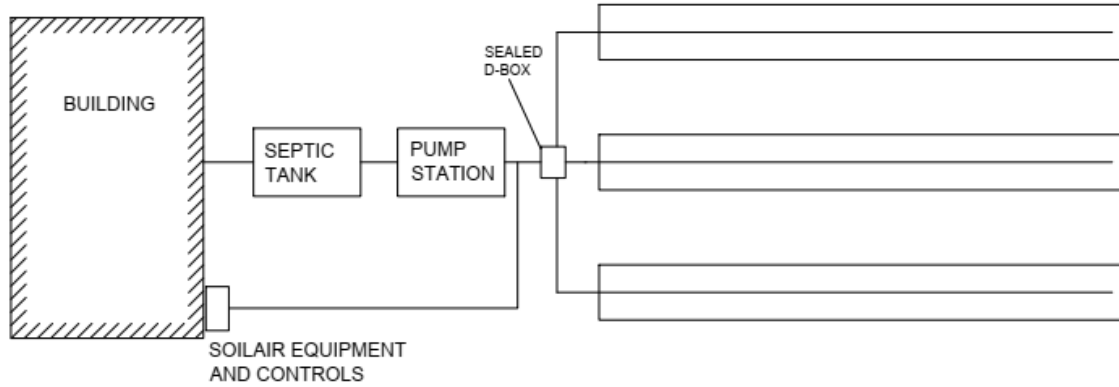 SEALED
D-BOX
BUILDING
SEPTIC
TANK
PUMP
STATION
SOILAIR EQUIPMENT
AND CONTROLS